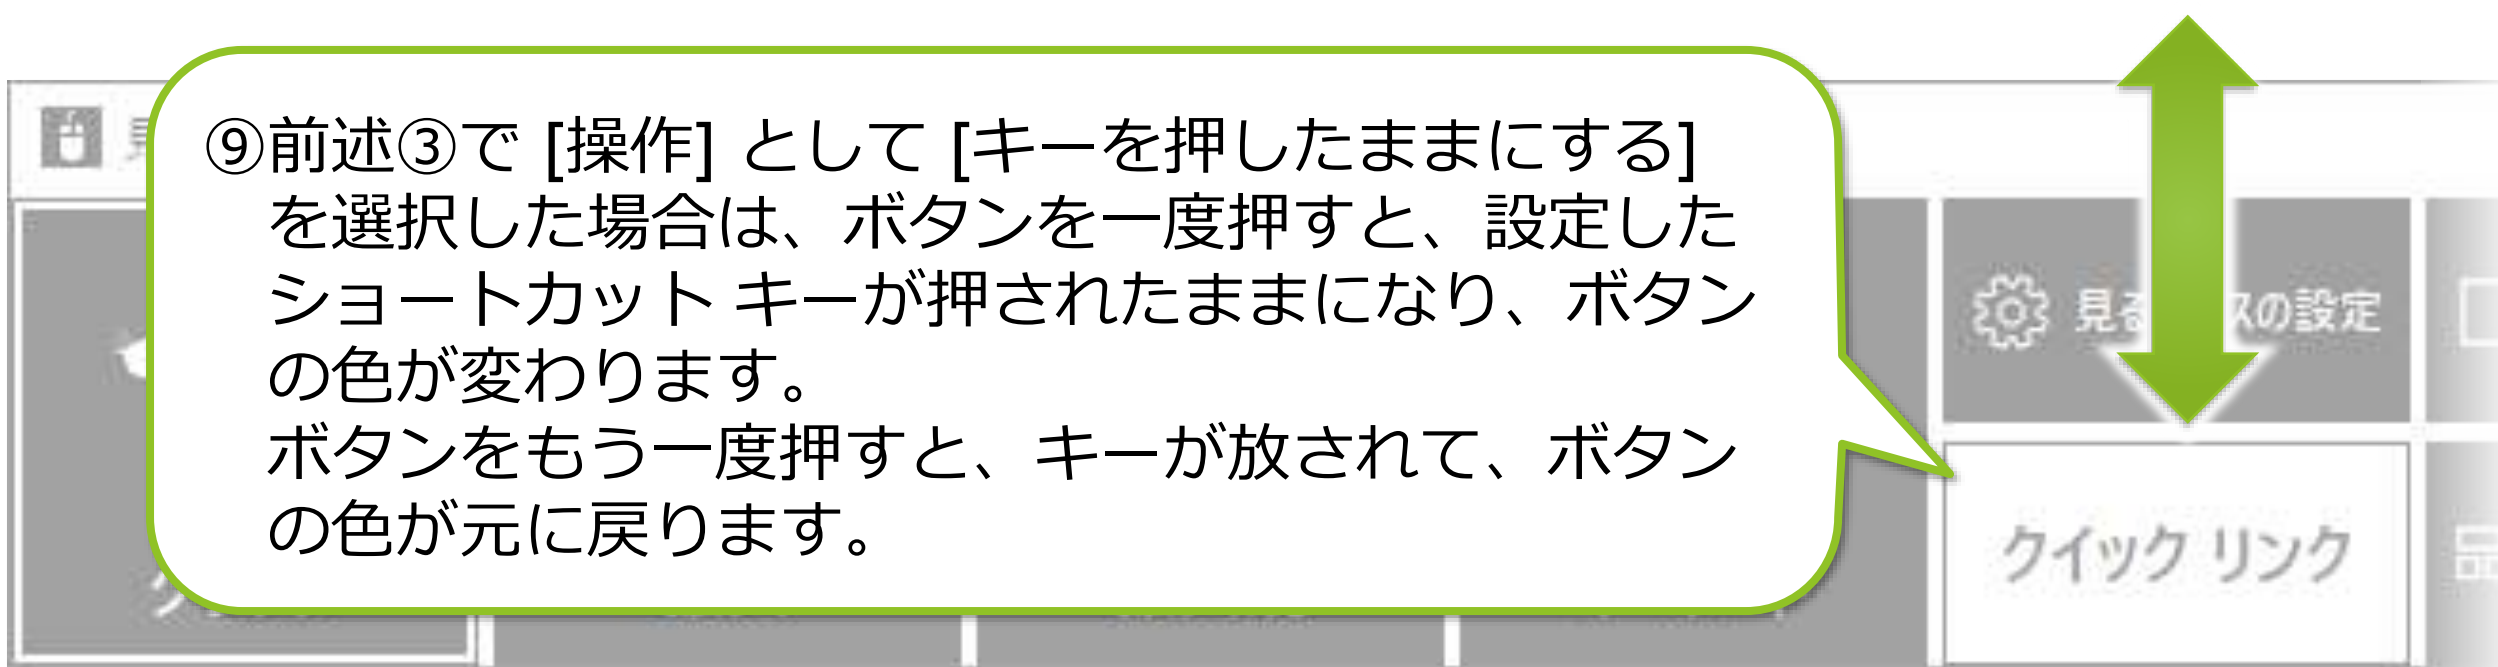 ⑨前述③で [操作] として [キーを押したままにする]
を選択した場合は、ボタンを一度押すと、設定した
ショートカット キーが押されたままになり、ボタン
の色が変わります。
ボタンをもう一度押すと、キーが放されて、ボタン
の色が元に戻ります。
の設定
クイック リンク